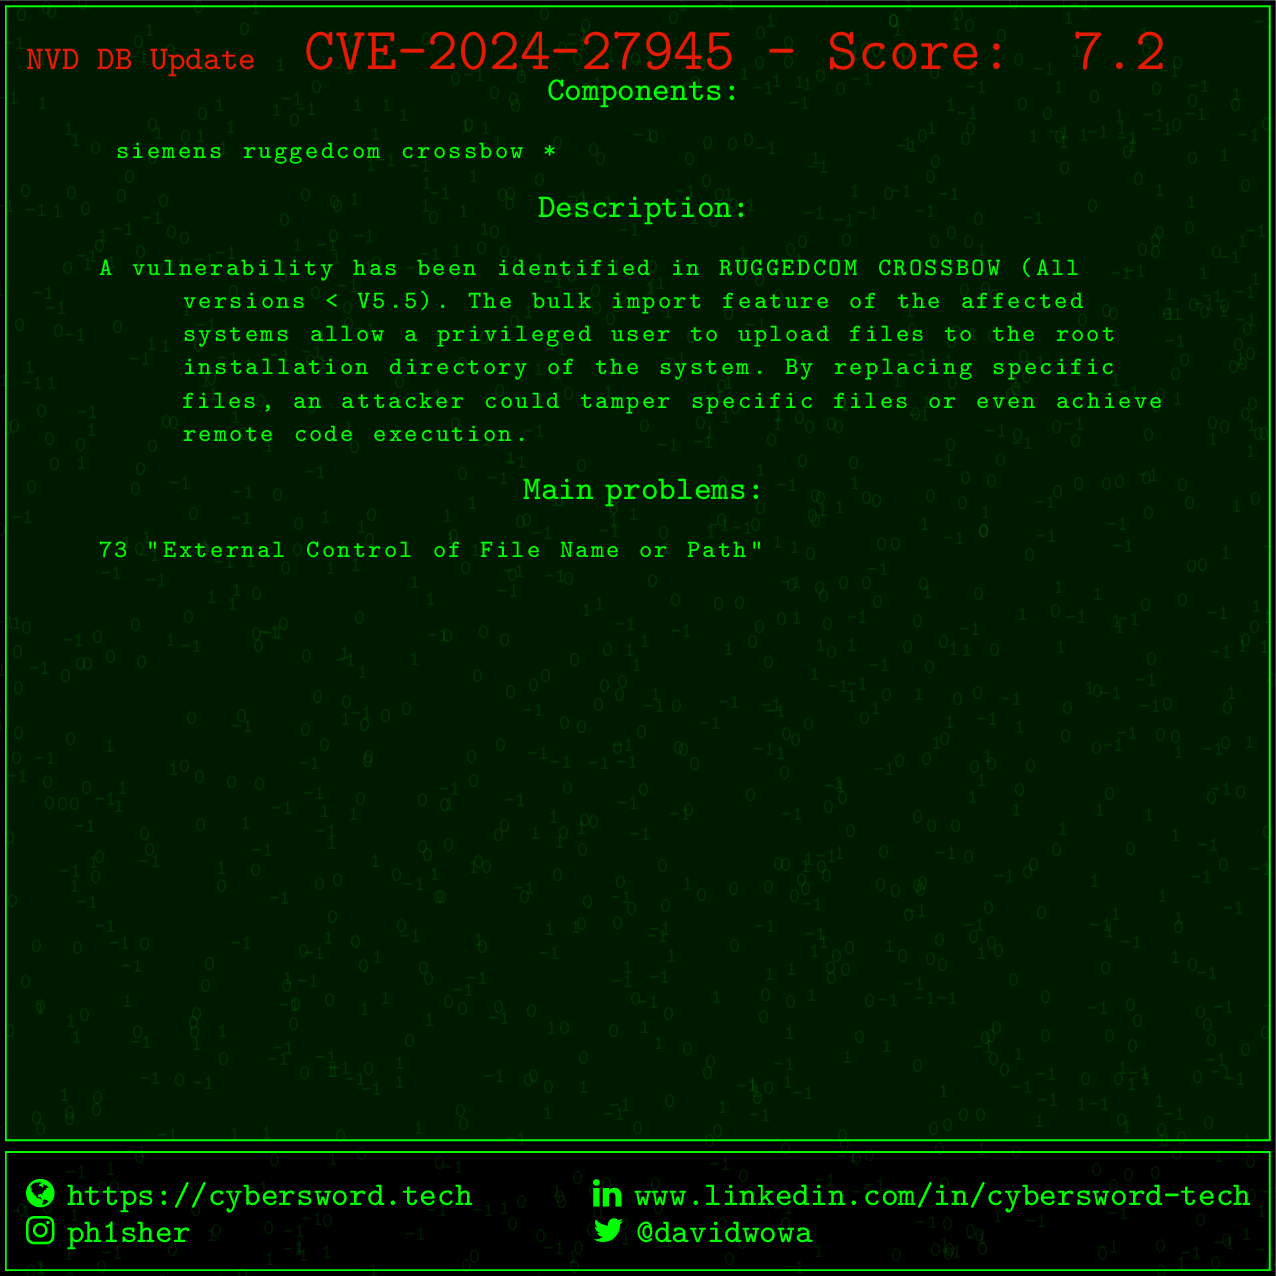 NVD DB Update CVE-2024-27945 - Score: 7.2
Components:
siemens ruggedcom crossbow *
Description:
A vulnerability has been identified in RUGGEDCOM CROSSBOW (All
versions < V5.5). The bulk import feature of the affected
systems allow a privileged user to upload files to the root
installation directory of the system. By replacing specific
files, an attacker could tamper specific files or even achieve
remote code execution.
Main problems:
73 "External Control of File Name or Path"
https://cybersword.tech
www.linkedin.com/in/cybersword-tech
ph1sher
@davidwowa